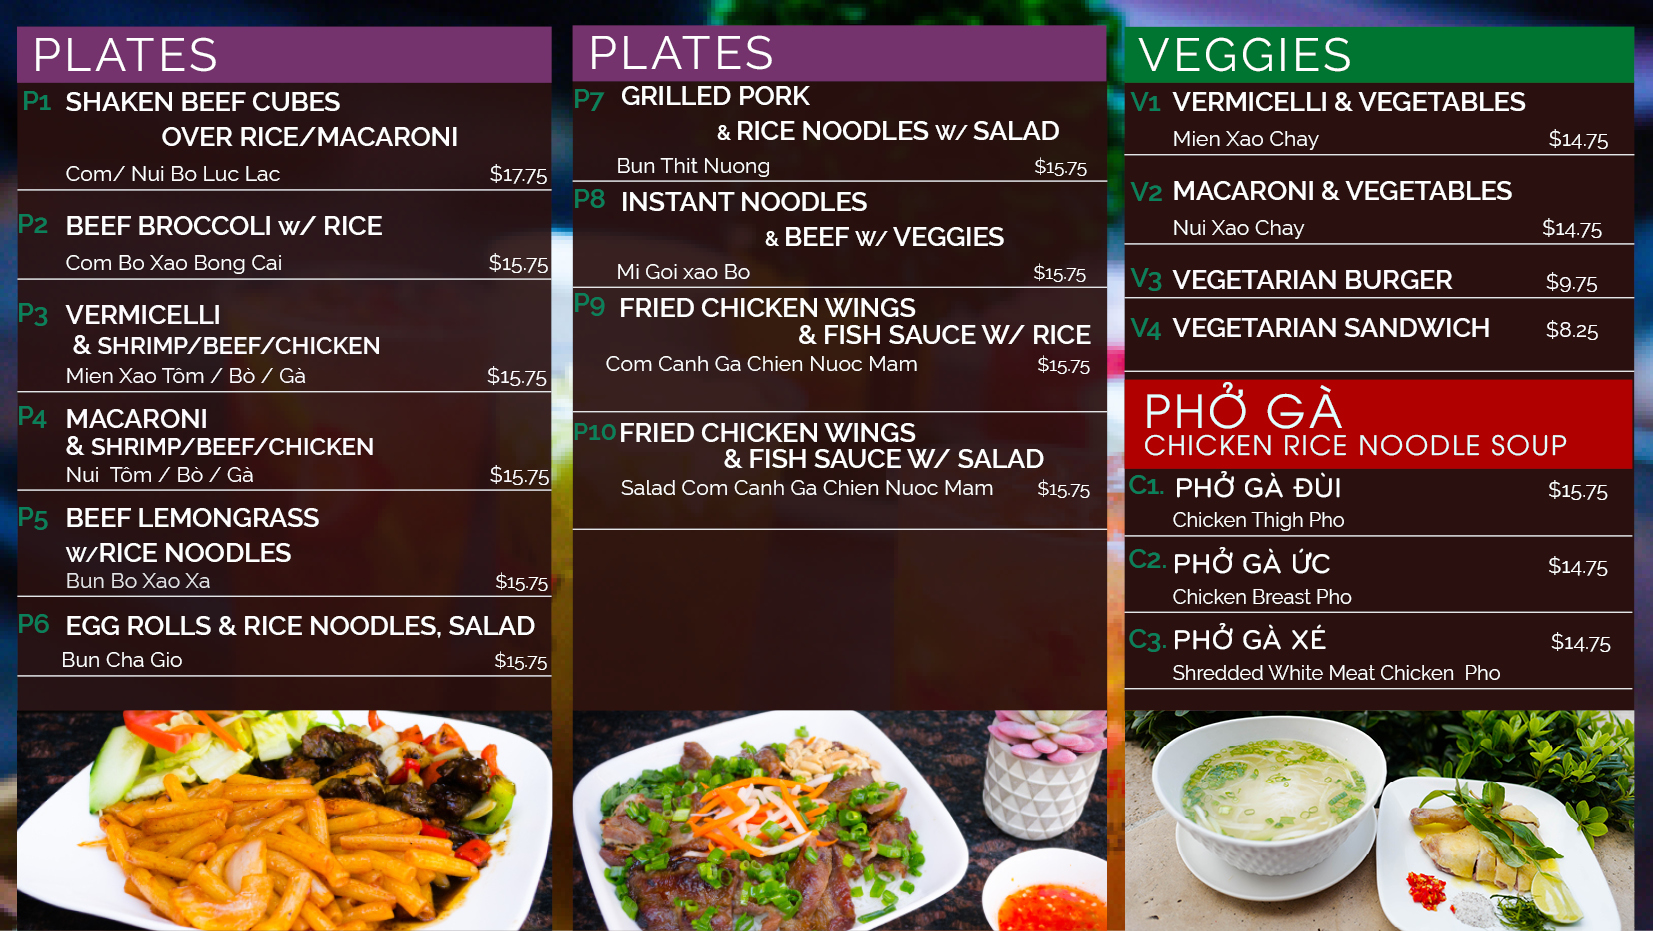 PLATES
P1 SHAKEN BEEF CUBES
OVER RICE/MACARONI
Com/ Nui Bo Luc Lac $17.75
P2 BEEF BROCCOLI w/ RICE
Com Bo Xao Bong Cai $15.75
P3 VERMICELLI
& SHRIMP/BEEF/CHICKEN
Mien Xao Tôm / Bò / Gà $15.75
P4 MACARONI
& SHRIMP/BEEF/CHICKEN
Nui Tôm / Bò / Gà $15.75
P5 BEEF LEMONGRASS
W/RICE NOODLES
Bun Bo Xao Xa $15.75
P6 EGG ROLLS & RICE NOODLES, SALAD
Bun Cha Gio $15.75
PLATES
P7 GRILLED PORK
& RICE NOODLES W/ SALAD
Bun Thit Nuong $15.75
P8 INSTANT NOODLES
& BEEF W/ VEGGIES
Mi Goi xao Bo $15.75
P9 FRIED CHICKEN WINGS
& FISH SAUCE W/ RICE
Com Canh Ga Chien Nuoc Mam $15.75
P10 FRIED CHICKEN WINGS
& FISH SAUCE W/ SALAD
Salad Com Canh Ga Chien Nuoc Mam $15.75
VEGGIES
V1 VERMICELLI & VEGETABLES
Mien Xao Chay $14.75
V2 MACARONI & VEGETABLES
Nui Xao Chay $14.75
V3 VEGETARIAN BURGER $9.75
V4 VEGETARIAN SANDWICH $8.25
PHỞ GÀ
CHICKEN RICE NOODLE SOUP
C1. PHỞ GÀ ĐÙI $15.75
Chicken Thigh Pho
C2. PHỞ GÀ ỨC $14.75
Chicken Breast Pho
C3. PHỞ GÀ XÉ $14.75
Shredded White Meat Chicken Pho